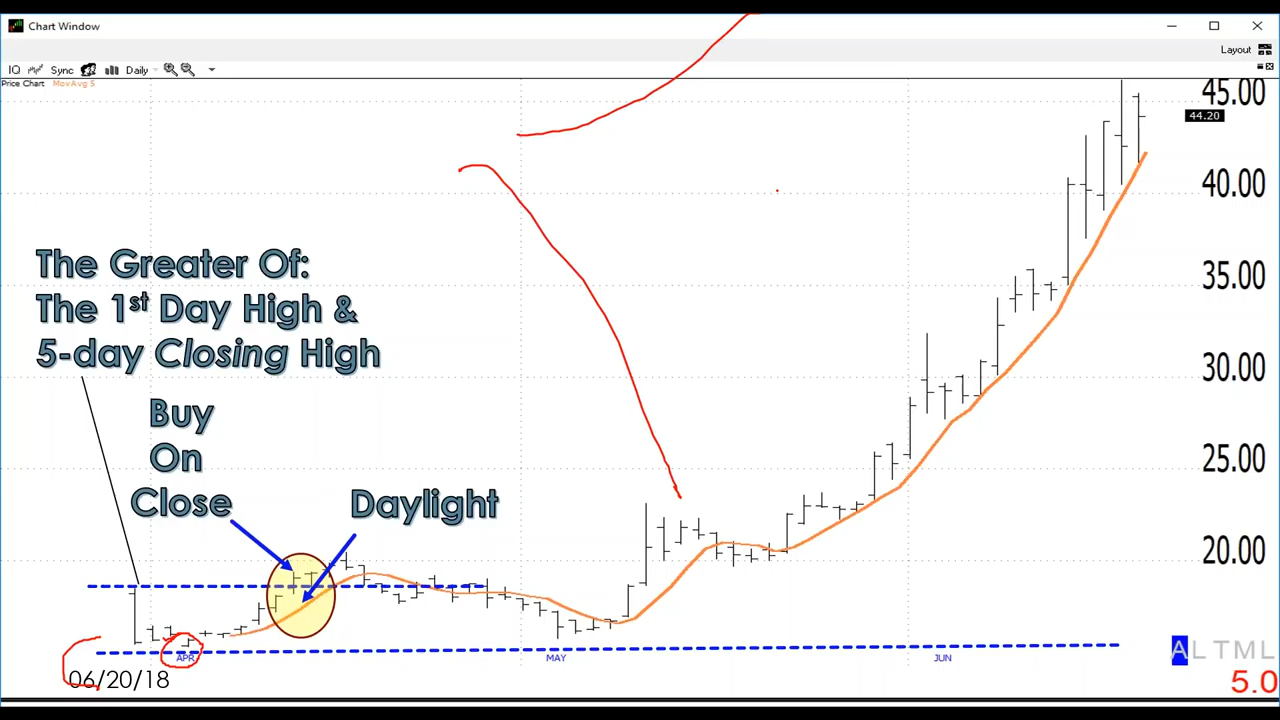 Chart Window
Layout
IQ Sync Daily
Price Chart MovAvg 5
45.00
44.20
40.00
The Greater Of:
The 1st Day High &
5-day Closing High
35.00
30.00
Buy
On
Close
Daylight
25.00
20.00
APR MAY JUN
ALTML
06/20/18
5.0